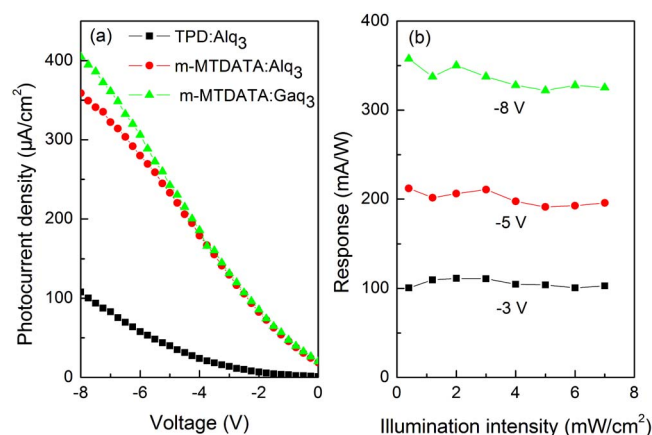 (a)
TPD:Alq3
m-MTDATA:Alq3
m-MTDATA:Gaq3
400
300
200
100
0
-8 -6 -4 -2 0
Photocurrent density (μA/cm²)
Voltage (V)
(b)
400
300
200
100
0
-8 V
-5 V
-3 V
0 2 4 6 8
Response (mA/W)
Illumination intensity (mW/cm²)